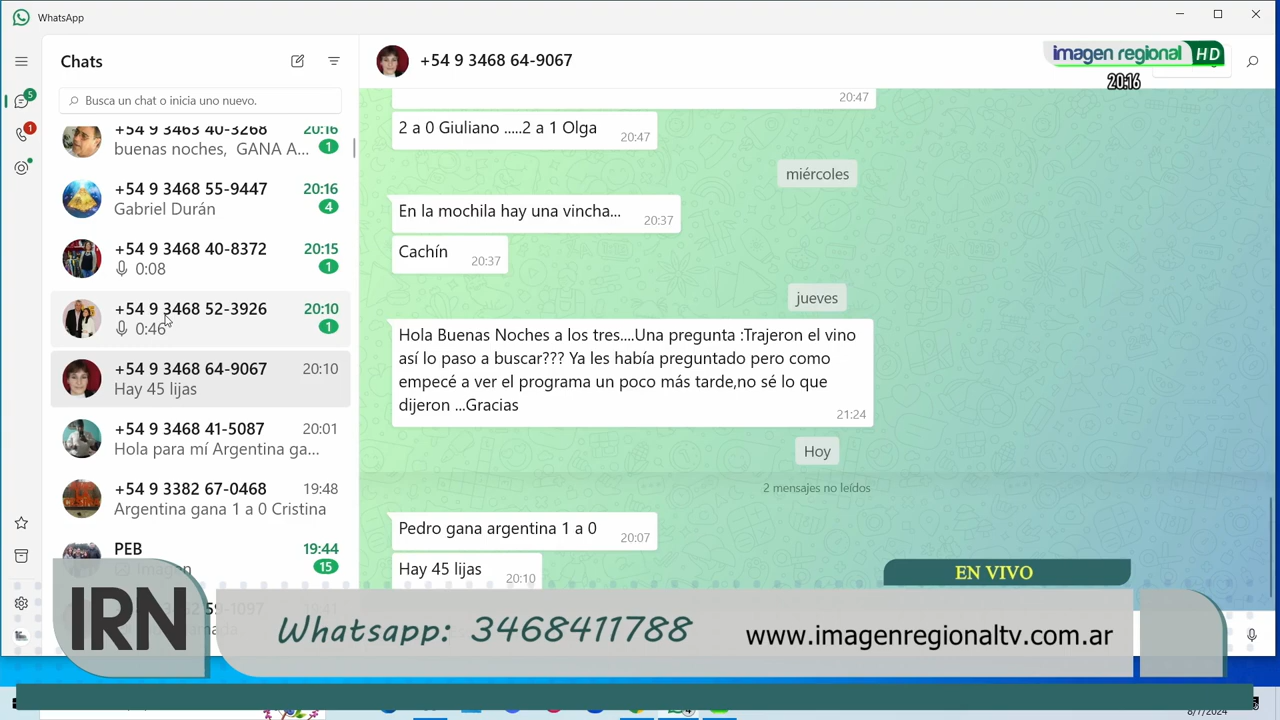 WhatsApp
Chats
Busca un chat o inicia uno nuevo.
5
1
+54 9 3463 40-3268
20:16
buenas noches, GANA A...
1
+54 9 3468 55-9447
20:16
Gabriel Durán
4
+54 9 3468 40-8372
20:15
0:08
1
+54 9 3468 52-3926
20:10
0:46
1
+54 9 3468 64-9067
20:10
Hay 45 lijas
+54 9 3468 41-5087
20:01
Hola para mí Argentina ga...
+54 9 3382 67-0468
19:48
Argentina gana 1 a 0 Cristina
PEB
19:44
Imagen
15
+54 9 3468 64-9067
imagen regional HD
20:16
20:47
2 a 0 Giuliano .....2 a 1 Olga
20:47
miércoles
En la mochila hay una vincha...
20:37
Cachín
20:37
jueves
Hola Buenas Noches a los tres....Una pregunta :Trajeron el vino
así lo paso a buscar??? Ya les había preguntado pero como
empecé a ver el programa un poco más tarde,no sé lo que
dijeron ...Gracias
21:24
Hoy
2 mensajes no leídos
Pedro gana argentina 1 a 0
20:07
Hay 45 lijas
20:10
EN VIVO
IRN
Whatsapp: 3468411788
www.imagenregionaltv.com.ar
8/7/2024